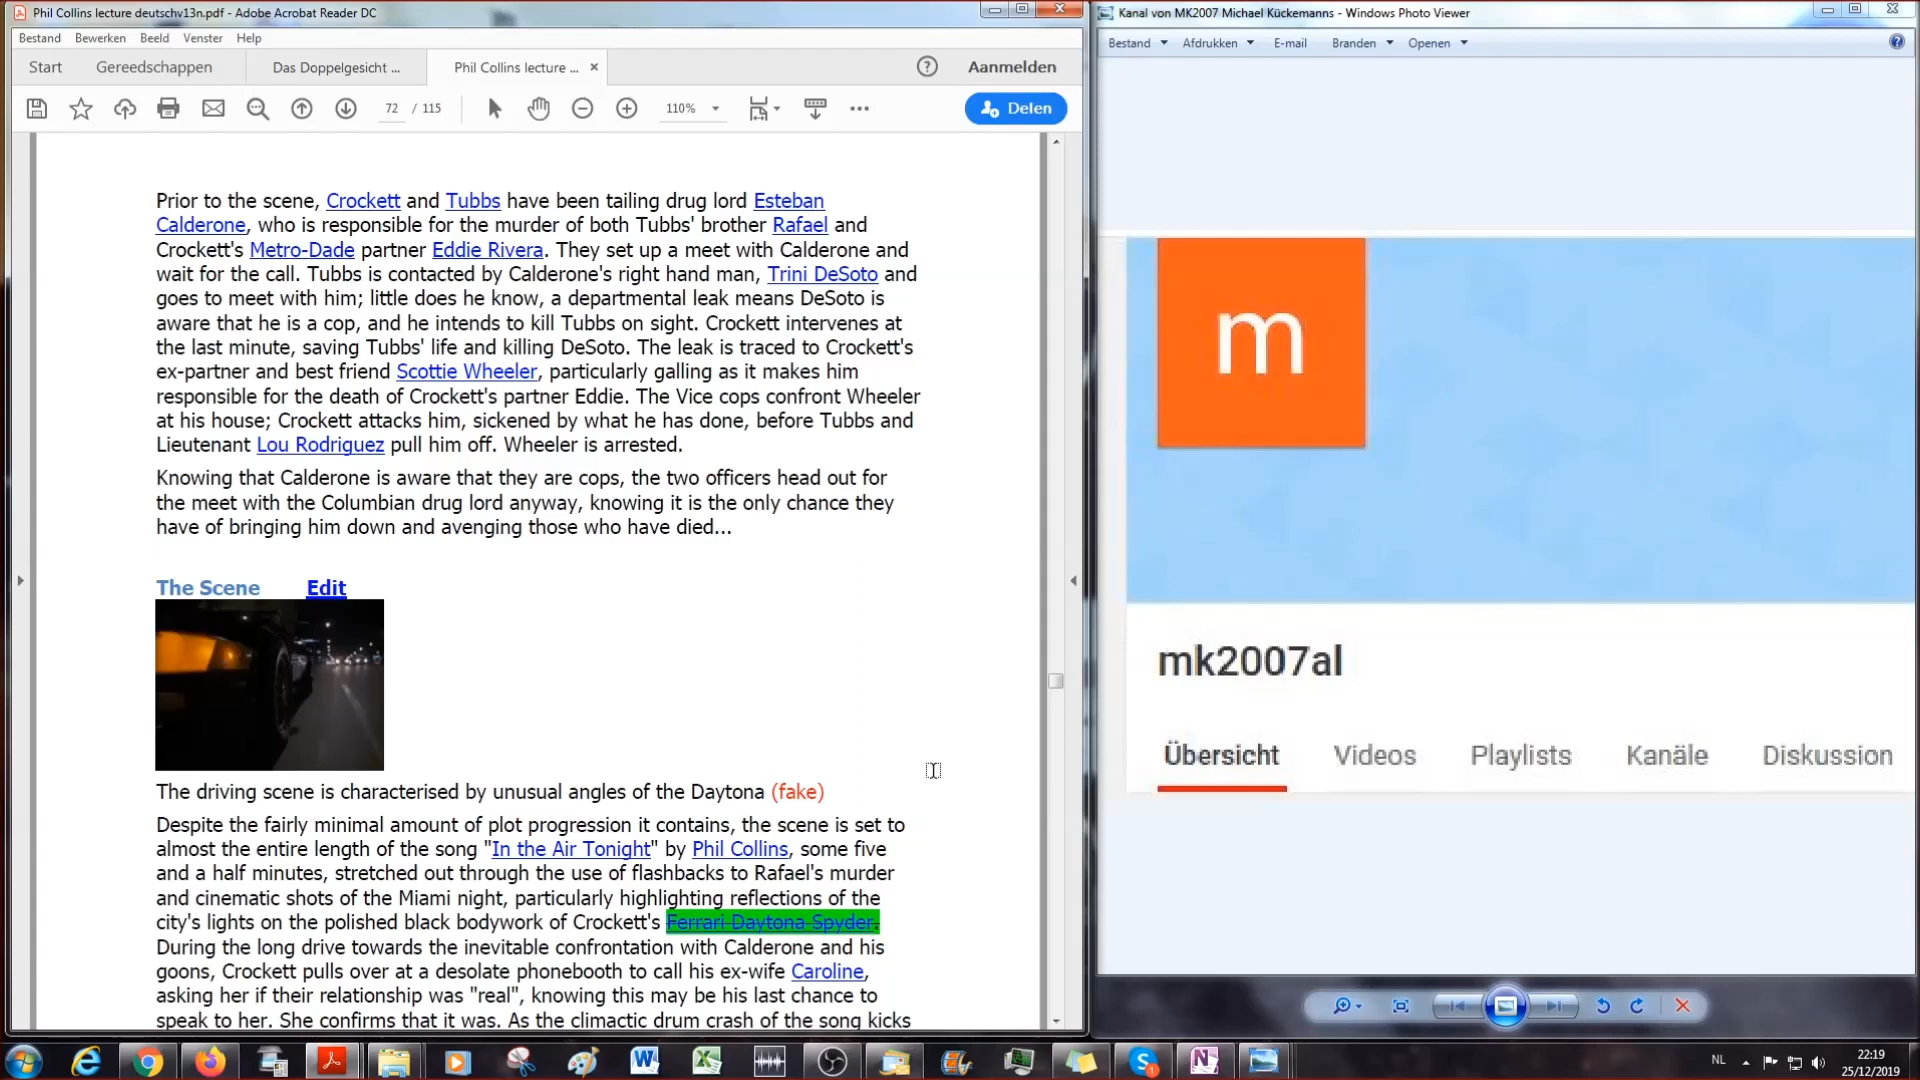 Phil Collins lecture deutschv13n.pdf - Adobe Acrobat Reader DC
Bestand Bewerken Beeld Venster Help
Start Gereedschappen Das Doppelgesicht ... Phil Collins lecture ... × Aanmelden
72 / 115 110% Delen
Prior to the scene, Crockett and Tubbs have been tailing drug lord Esteban
Calderone, who is responsible for the murder of both Tubbs' brother Rafael and
Crockett's Metro-Dade partner Eddie Rivera. They set up a meet with Calderone and
wait for the call. Tubbs is contacted by Calderone's right hand man, Trini DeSoto and
goes to meet with him; little does he know, a departmental leak means DeSoto is
aware that he is a cop, and he intends to kill Tubbs on sight. Crockett intervenes at
the last minute, saving Tubbs' life and killing DeSoto. The leak is traced to Crockett's
ex-partner and best friend Scottie Wheeler, particularly galling as it makes him
responsible for the death of Crockett's partner Eddie. The Vice cops confront Wheeler
at his house; Crockett attacks him, sickened by what he has done, before Tubbs and
Lieutenant Lou Rodriguez pull him off. Wheeler is arrested.
Knowing that Calderone is aware that they are cops, the two officers head out for
the meet with the Columbian drug lord anyway, knowing it is the only chance they
have of bringing him down and avenging those who have died...
The Scene Edit
The driving scene is characterised by unusual angles of the Daytona (fake)
Despite the fairly minimal amount of plot progression it contains, the scene is set to
almost the entire length of the song "In the Air Tonight" by Phil Collins, some five
and a half minutes, stretched out through the use of flashbacks to Rafael's murder
and cinematic shots of the Miami night, particularly highlighting reflections of the
city's lights on the polished black bodywork of Crockett's Ferrari Daytona Spyder.
During the long drive towards the inevitable confrontation with Calderone and his
goons, Crockett pulls over at a desolate phonebooth to call his ex-wife Caroline,
asking her if their relationship was "real", knowing this may be his last chance to
speak to her. She confirms that it was. As the climactic drum crash of the song kicks
Kanal von MK2007 Michael Kückemanns - Windows Photo Viewer
Bestand Afdrukken E-mail Branden Openen
m
mk2007al
Übersicht Videos Playlists Kanäle Diskussion
NL 22:19
25/12/2019